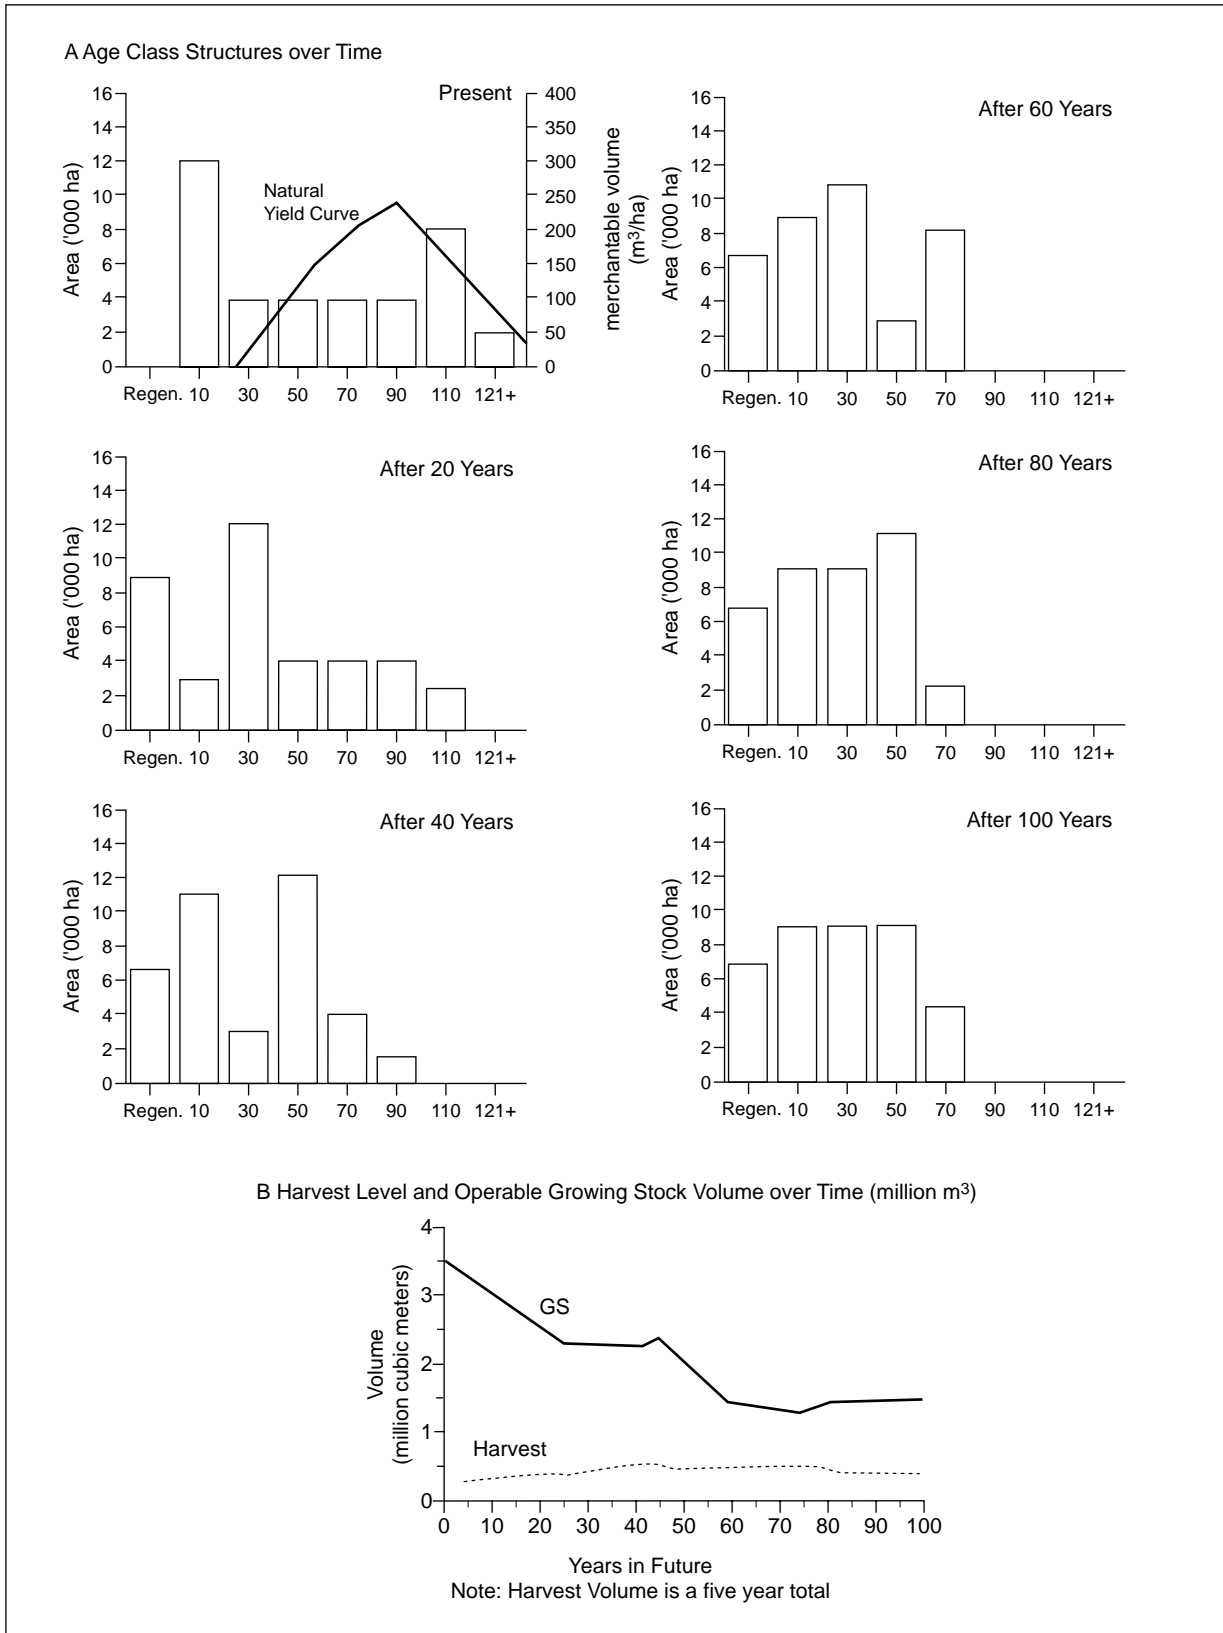 A Age Class Structures over Time
Present
Area ('000 ha)
16
14
12
10
8
6
4
2
0
Natural
Yield Curve
400
350
300
250
200
150
100
50
0
merchantable volume
(m³/ha)
Regen. 10 30 50 70 90 110 121+
After 60 Years
Area ('000 ha)
16
14
12
10
8
6
4
2
0
Regen. 10 30 50 70 90 110 121+
After 20 Years
Area ('000 ha)
16
14
12
10
8
6
4
2
0
Regen. 10 30 50 70 90 110 121+
After 80 Years
Area ('000 ha)
16
14
12
10
8
6
4
2
0
Regen. 10 30 50 70 90 110 121+
After 40 Years
Area ('000 ha)
16
14
12
10
8
6
4
2
0
Regen. 10 30 50 70 90 110 121+
After 100 Years
Area ('000 ha)
16
14
12
10
8
6
4
2
0
Regen. 10 30 50 70 90 110 121+
B Harvest Level and Operable Growing Stock Volume over Time (million m³)
Volume
(million cubic meters)
4
3
2
1
0
GS
Harvest
0 10 20 30 40 50 60 70 80 90 100
Years in Future
Note: Harvest Volume is a five year total